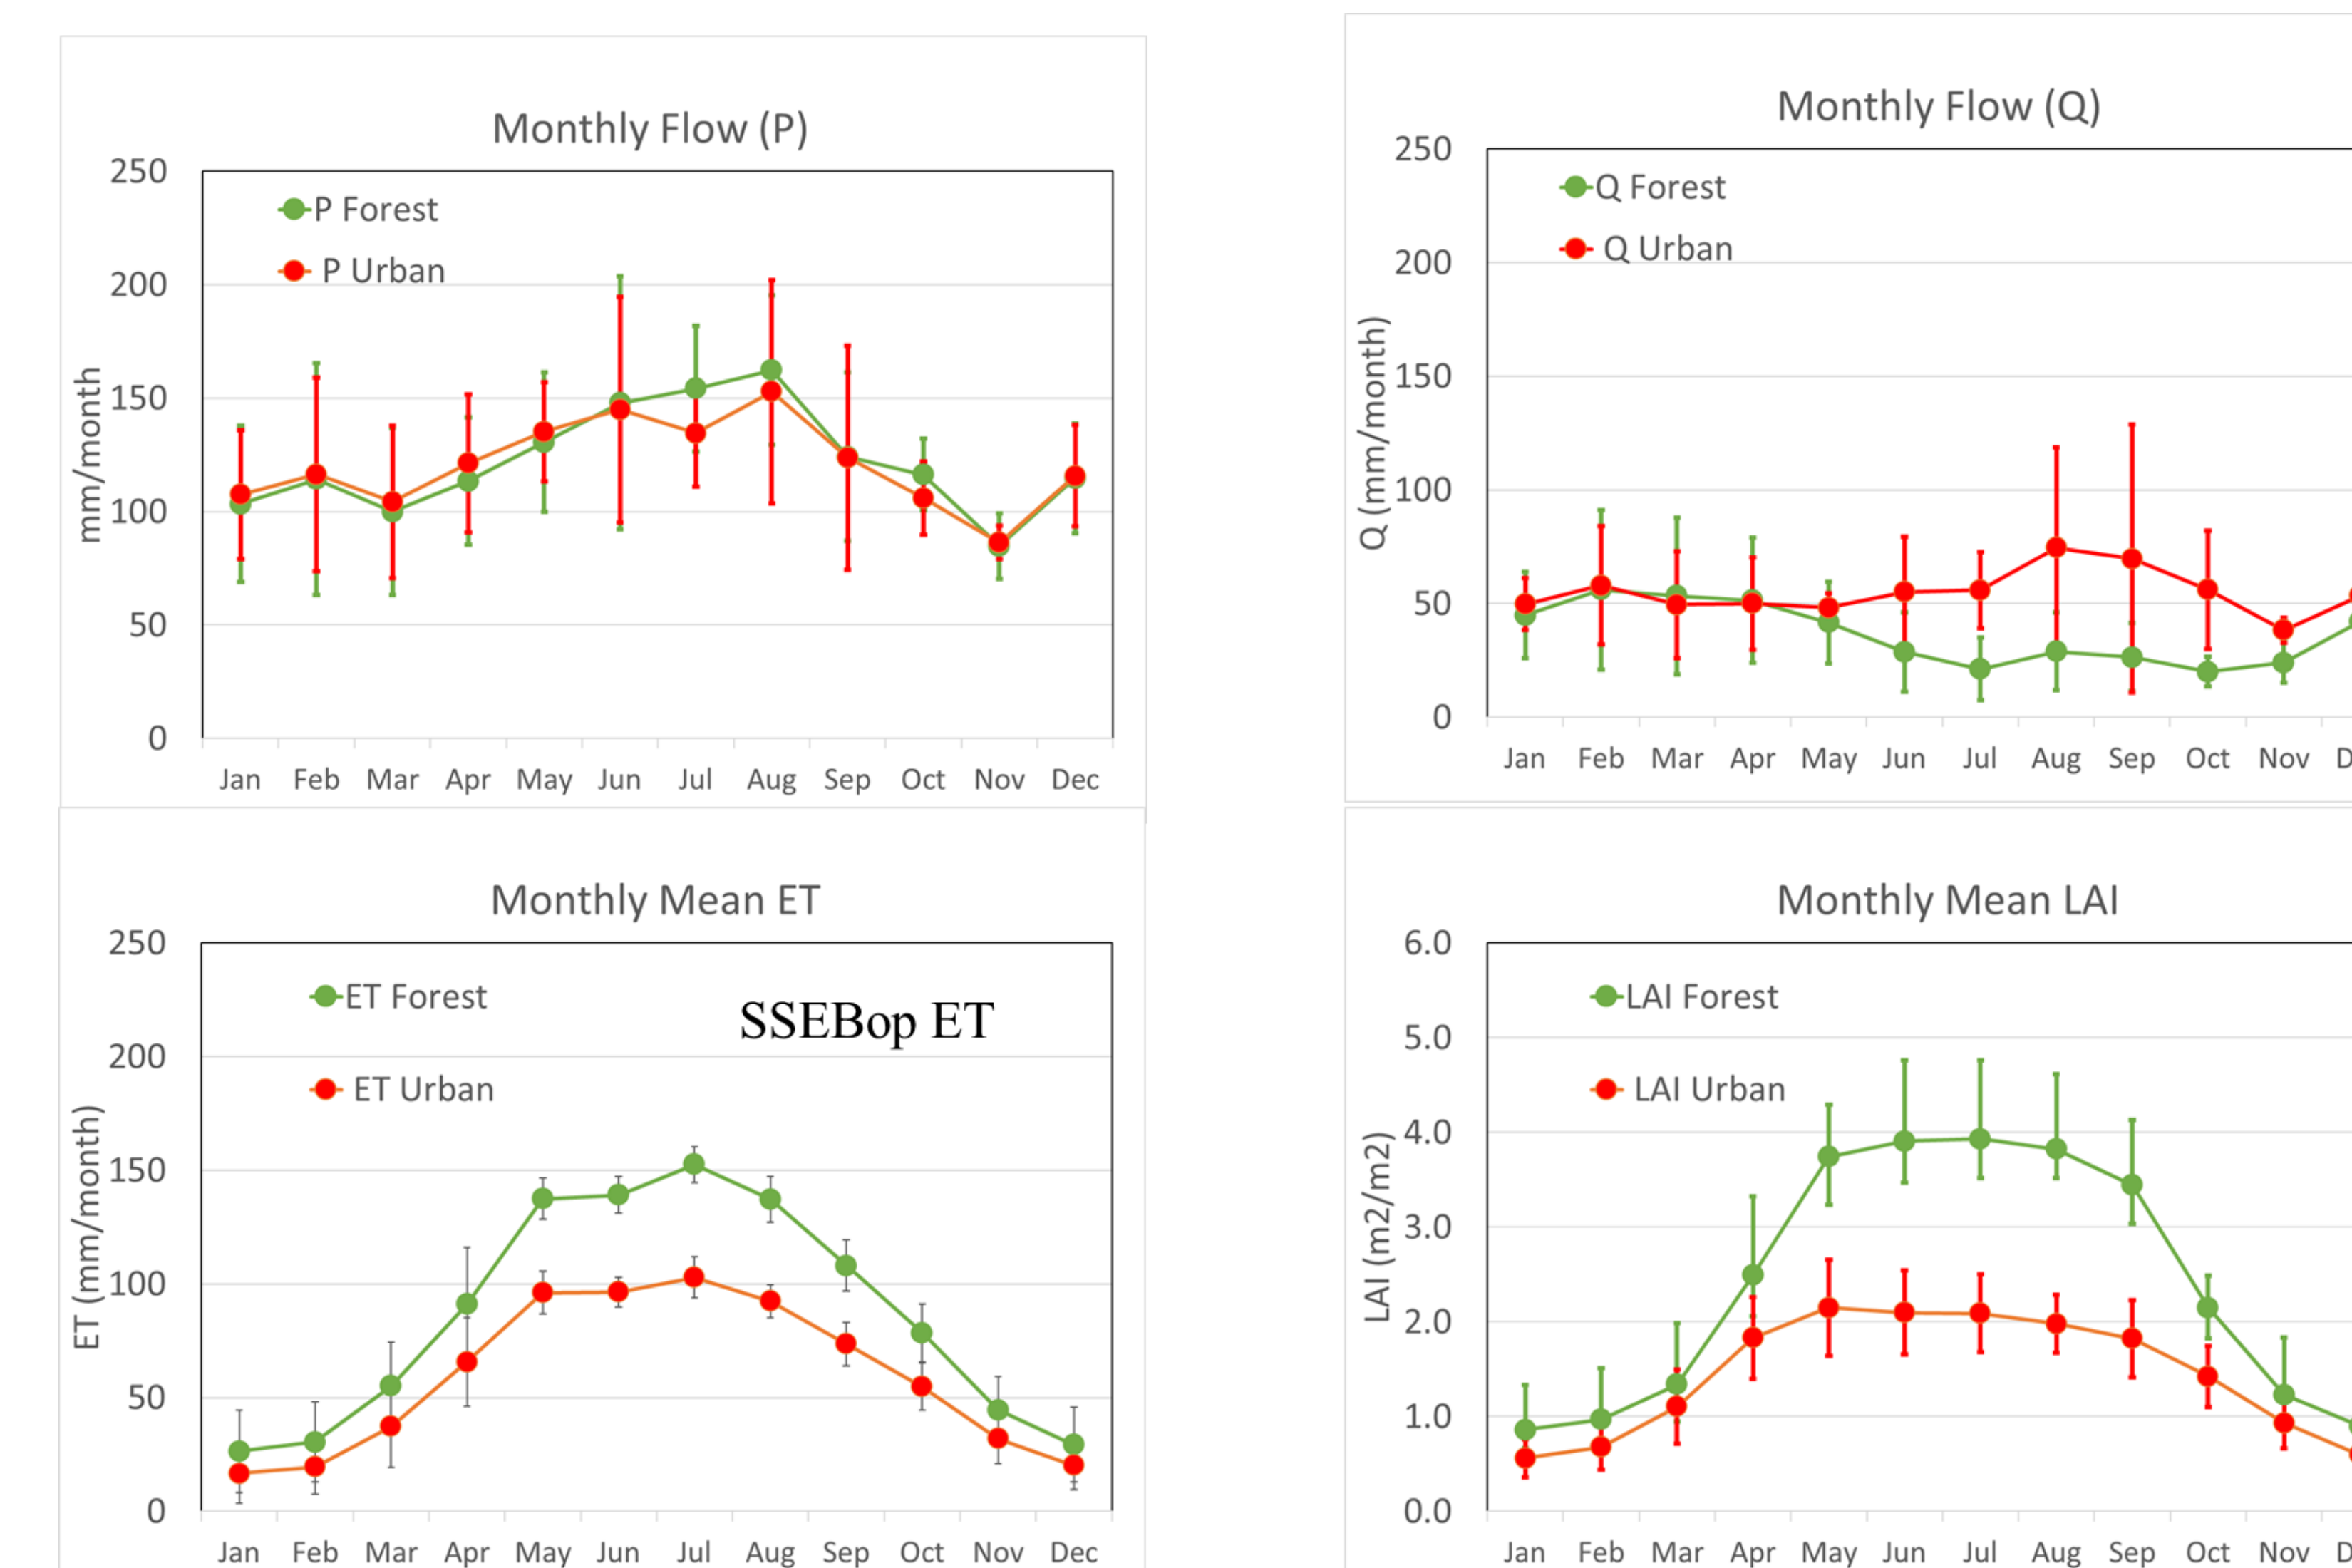 Monthly Flow (P)
250
200
150
100
50
0
mm/month
P Forest
P Urban
Jan Feb Mar Apr May Jun Jul Aug Sep Oct Nov Dec
Monthly Flow (Q)
250
200
150
100
50
0
Q (mm/month)
Q Forest
Q Urban
Jan Feb Mar Apr May Jun Jul Aug Sep Oct Nov D
Monthly Mean ET
250
200
150
100
50
0
ET (mm/month)
ET Forest
SSEBop ET
ET Urban
Jan Feb Mar Apr May Jun Jul Aug Sep Oct Nov Dec
Monthly Mean LAI
6.0
5.0
4.0
3.0
2.0
1.0
0.0
LAI (m2/m2)
LAI Forest
LAI Urban
Jan Feb Mar Apr May Jun Jul Aug Sep Oct Nov D